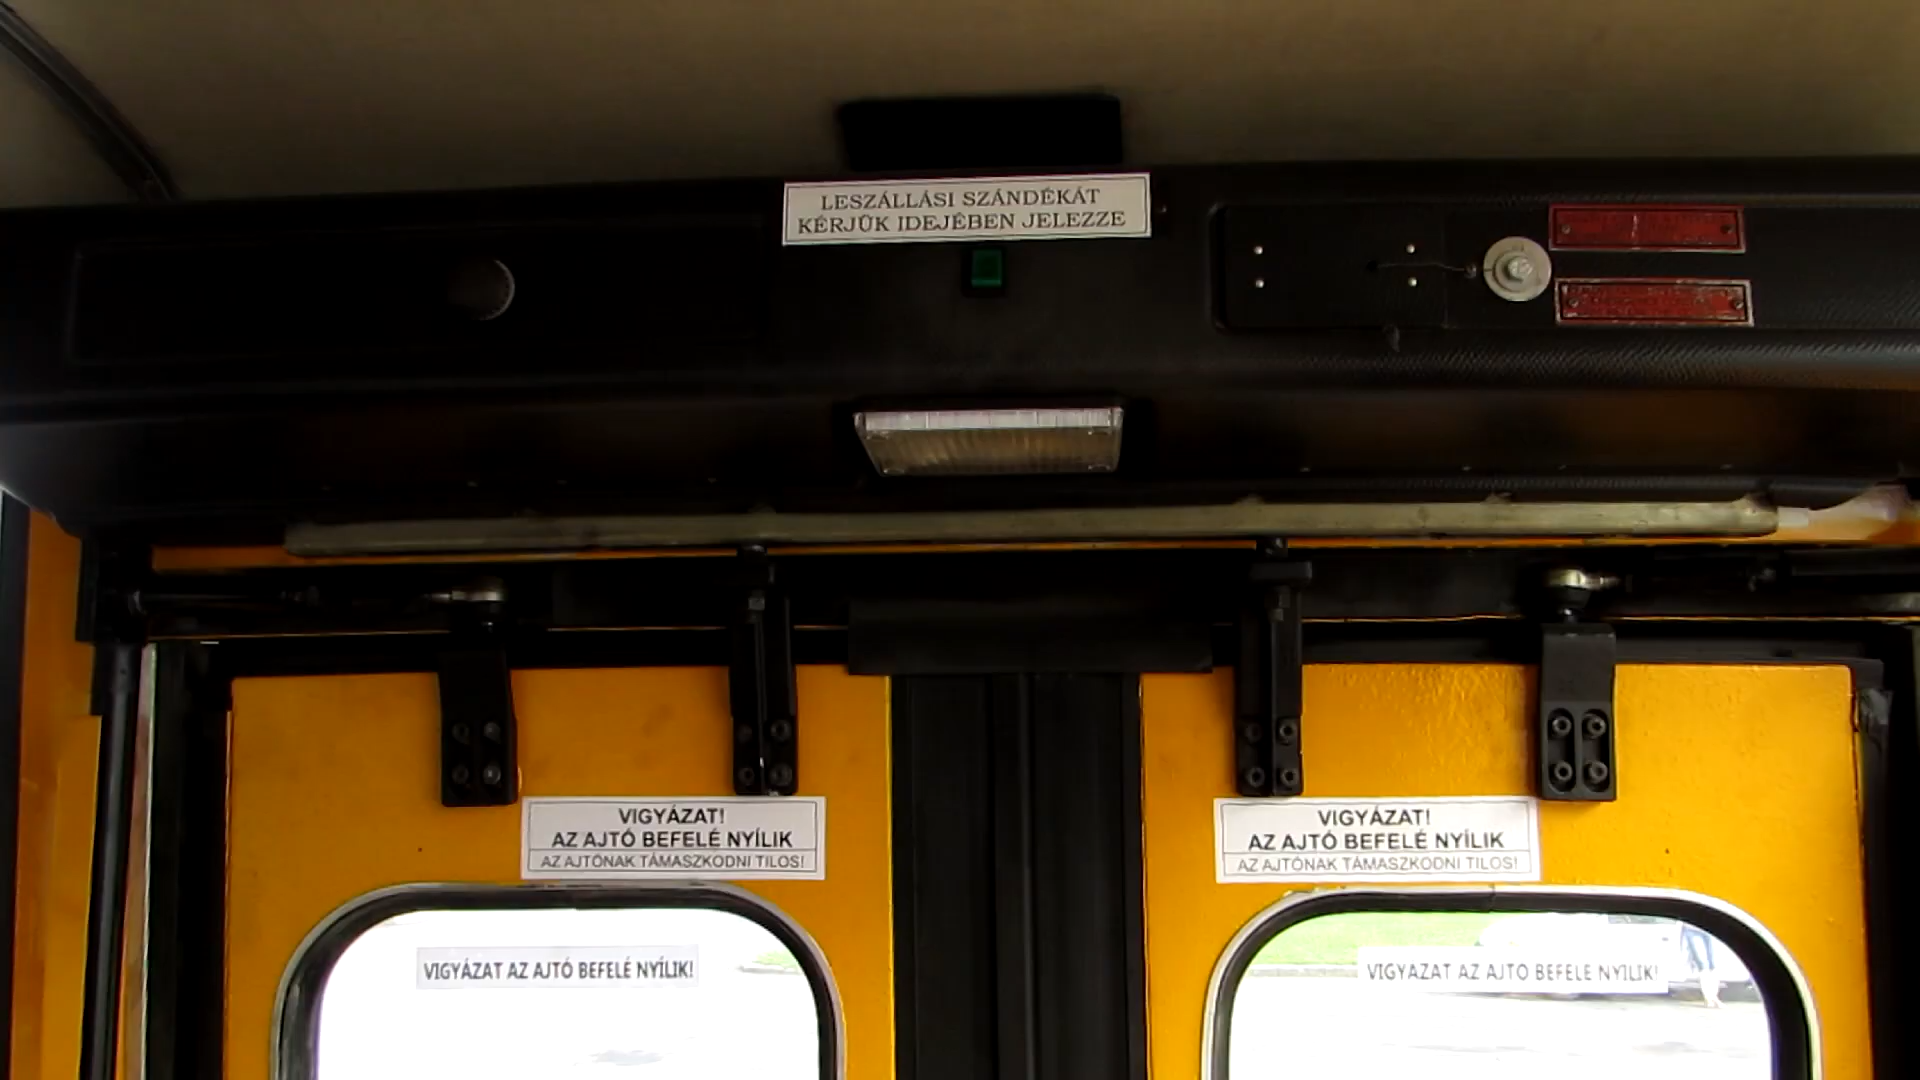 LESZÁLLÁSI SZÁNDÉKÁT
KÉRJÜK IDEJÉBEN JELEZZE
VIGYÁZAT!
AZ AJTÓ BEFELÉ NYÍLIK
AZ AJTÓNAK TÁMASZKODNI TILOS!
VIGYÁZAT!
AZ AJTÓ BEFELÉ NYÍLIK
AZ AJTÓNAK TÁMASZKODNI TILOS!
VIGYÁZAT AZ AJTÓ BEFELÉ NYÍLIK!
VIGYÁZAT AZ AJTÓ BEFELÉ NYÍLIK!